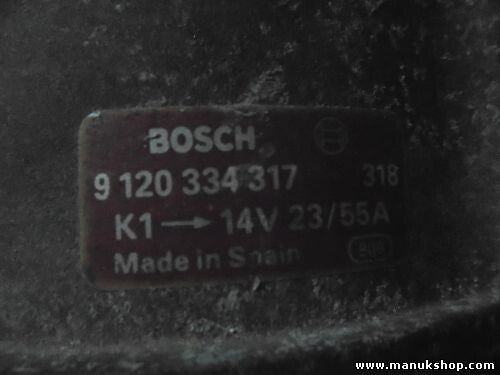 BOSCH
9 120 334 317 318
K1 → 14V 23/55A
Made in Spain
www.manukshop.com